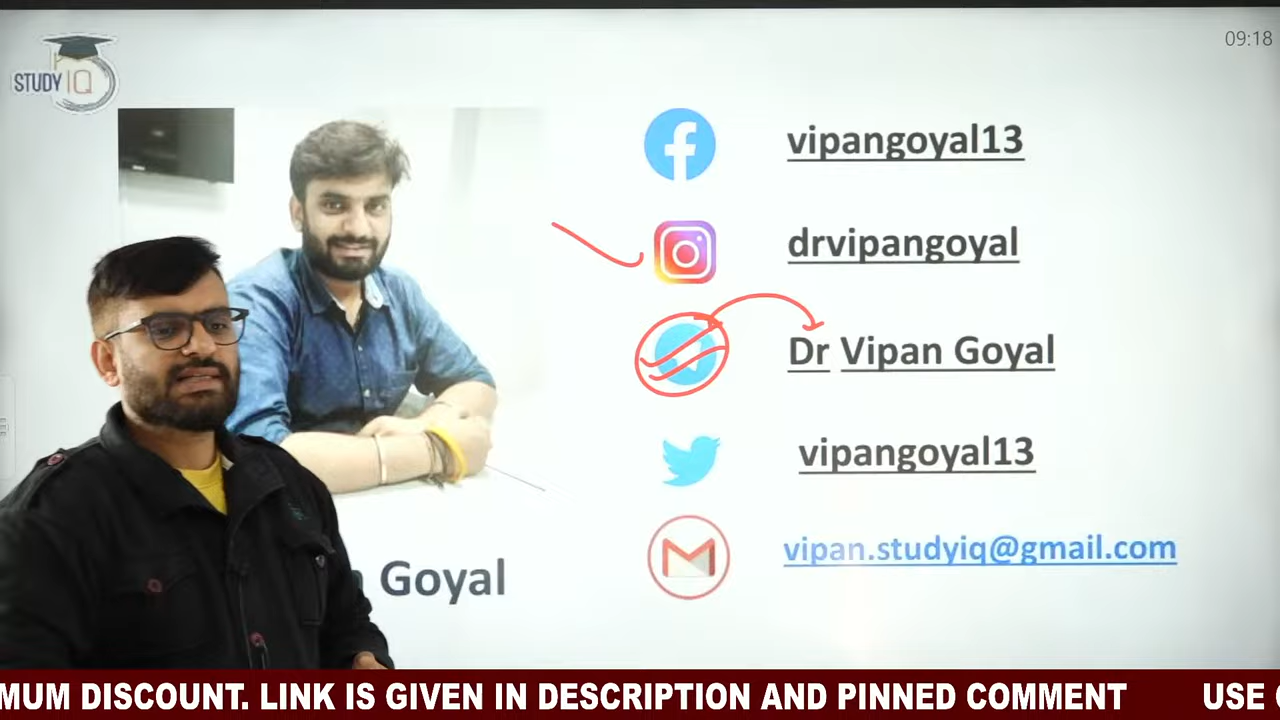 09:18
STUDY IQ
vipangoyal13
drvipangoyal
Dr Vipan Goyal
vipangoyal13
vipan.studyiq@gmail.com
Goyal
MUM DISCOUNT. LINK IS GIVEN IN DESCRIPTION AND PINNED COMMENT USE